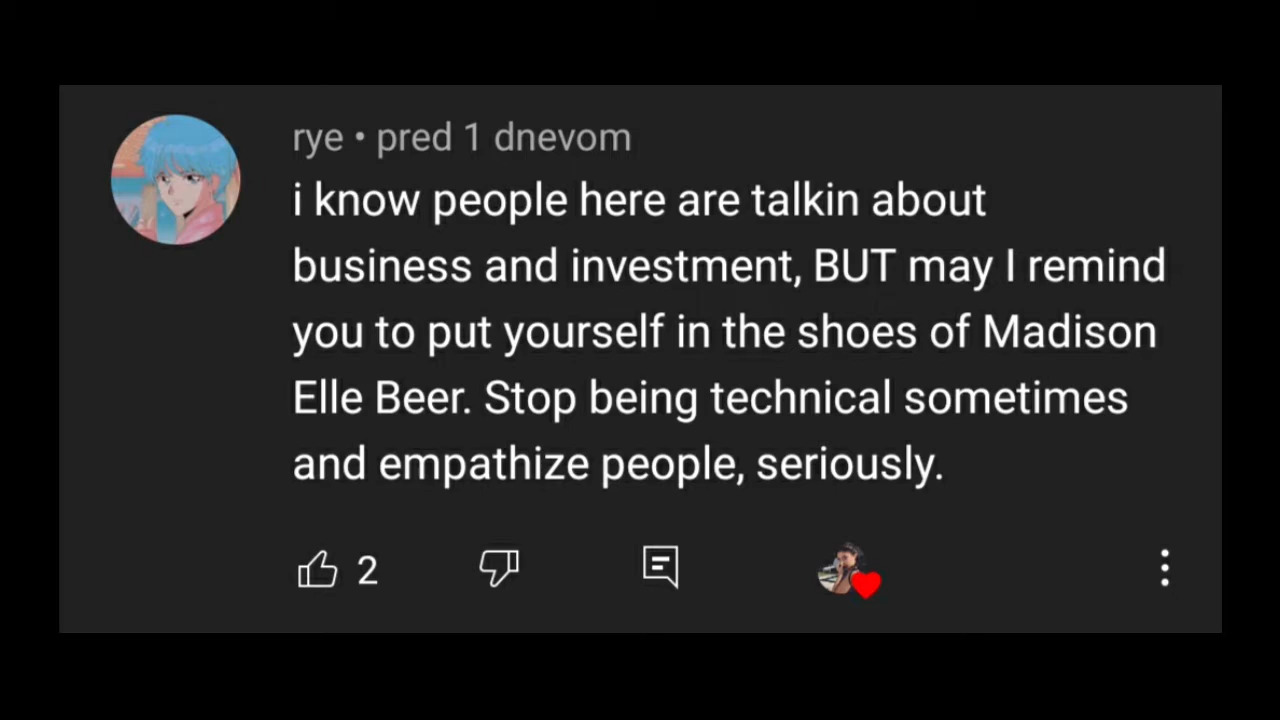 rye • pred 1 dnevom
i know people here are talkin about
business and investment, BUT may I remind
you to put yourself in the shoes of Madison
Elle Beer. Stop being technical sometimes
and empathize people, seriously.
2